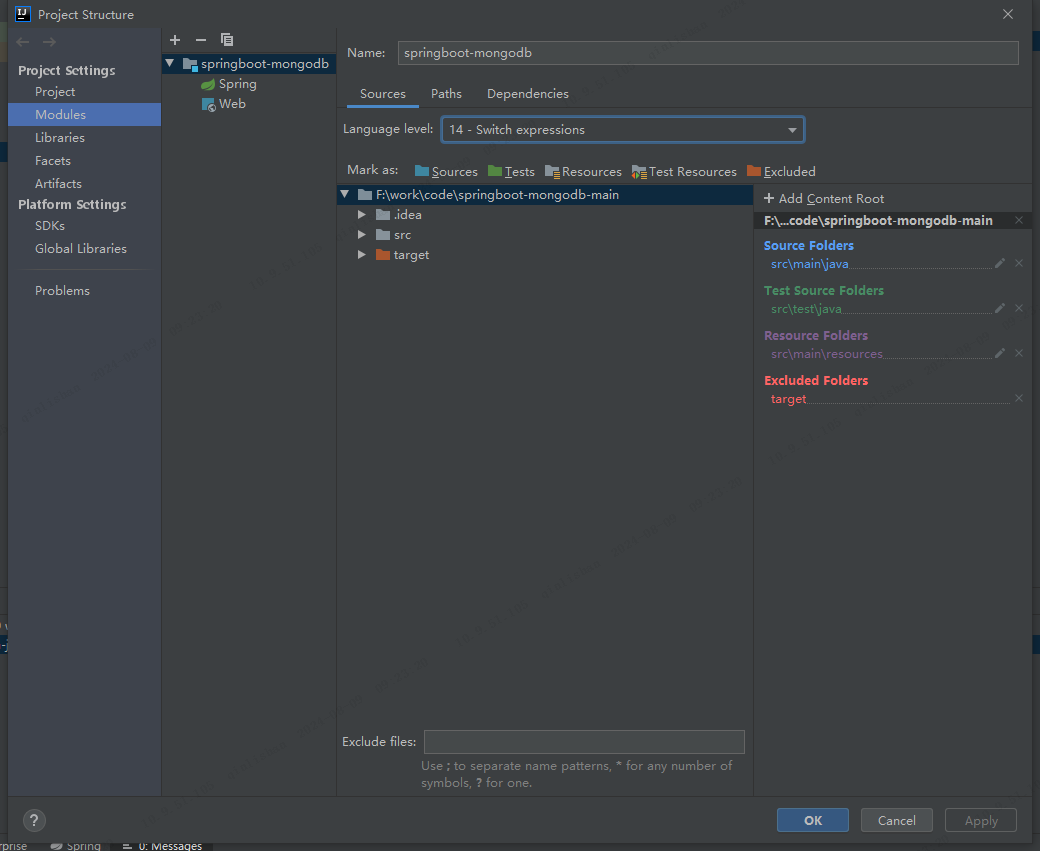 Project Structure
Project Settings
Project
Modules
Libraries
Facets
Artifacts
Platform Settings
SDKs
Global Libraries
Problems
springboot-mongodb
Spring
Web
Name: springboot-mongodb
Sources Paths Dependencies
Language level: 14 - Switch expressions
Mark as: Sources Tests Resources Test Resources Excluded
F:\work\code\springboot-mongodb-main
.idea
src
target
+ Add Content Root
F:\...code\springboot-mongodb-main
Source Folders
src\main\java
Test Source Folders
src\test\java
Resource Folders
src\main\resources
Excluded Folders
target
Exclude files:
Use ; to separate name patterns, * for any number of
symbols, ? for one.
?
OK Cancel Apply
rprise Spring 0: Messages